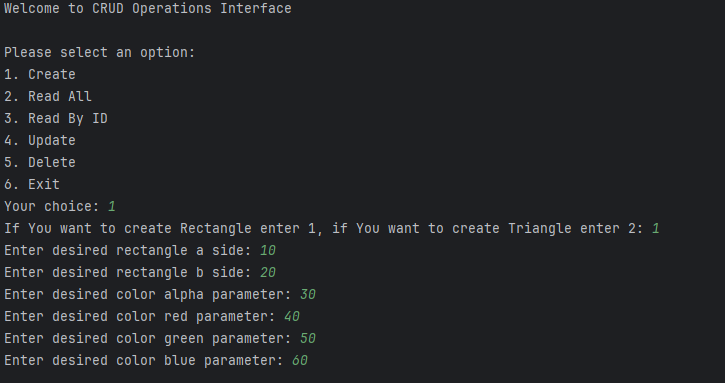 Welcome to CRUD Operations Interface
Please select an option:
1. Create
2. Read All
3. Read By ID
4. Update
5. Delete
6. Exit
Your choice: 1
If You want to create Rectangle enter 1, if You want to create Triangle enter 2: 1
Enter desired rectangle a side: 10
Enter desired rectangle b side: 20
Enter desired color alpha parameter: 30
Enter desired color red parameter: 40
Enter desired color green parameter: 50
Enter desired color blue parameter: 60